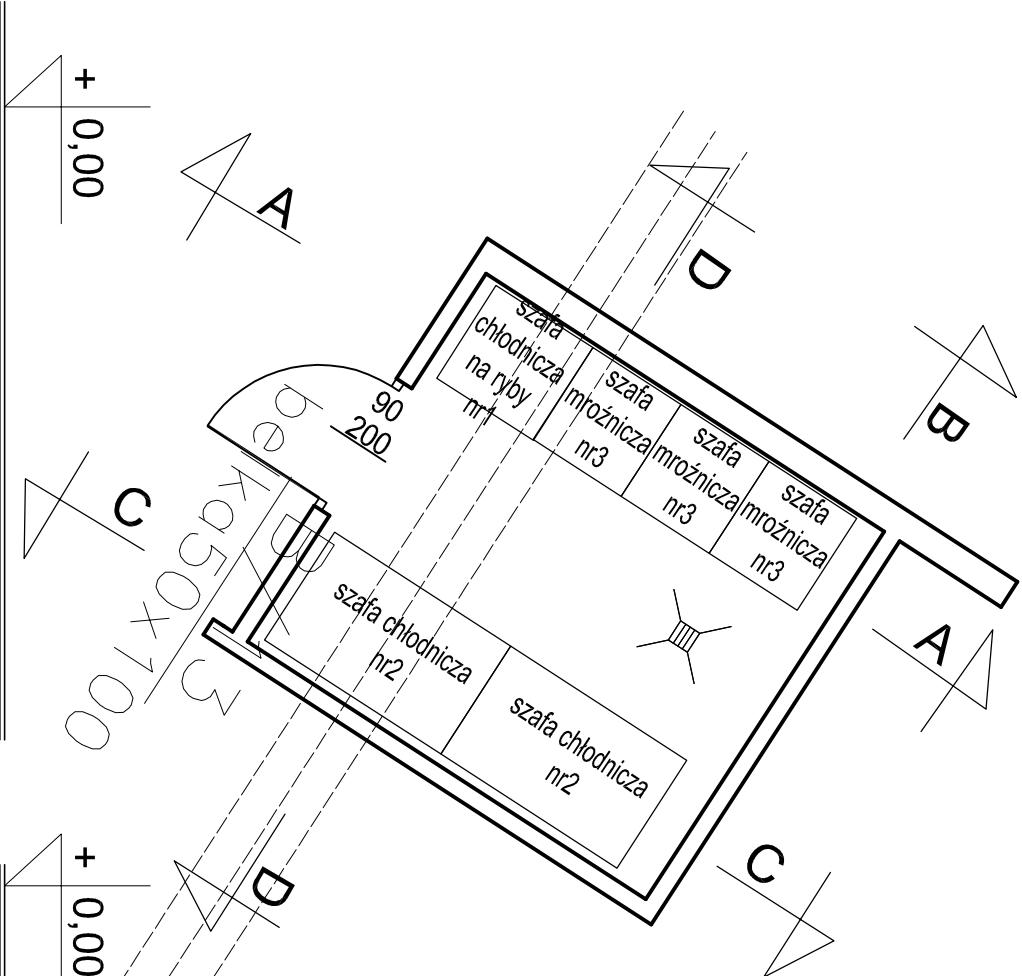 + 0,00
A
D
B
szafa
chłodnicza
na ryby
nr1
szafa
mroźnicza
nr3
szafa
mroźnicza
nr3
szafa
mroźnicza
nr3
90
200
C
belka50x100
szafa chłodnicza
nr2
szafa chłodnicza
nr2
A
C
D
+ 0,00